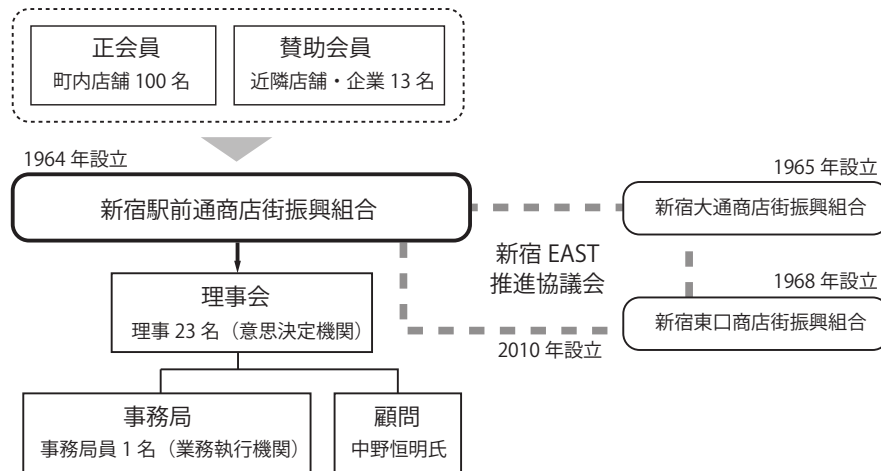 正会員
町内店舗 100 名
賛助会員
近隣店舗・企業 13 名
1964 年設立
新宿駅前通商店街振興組合
1965 年設立
新宿大通商店街振興組合
新宿 EAST
推進協議会
1968 年設立
新宿東口商店街振興組合
2010 年設立
理事会
理事 23 名（意思決定機関）
事務局
事務局員 1 名（業務執行機関）
顧問
中野恒明氏